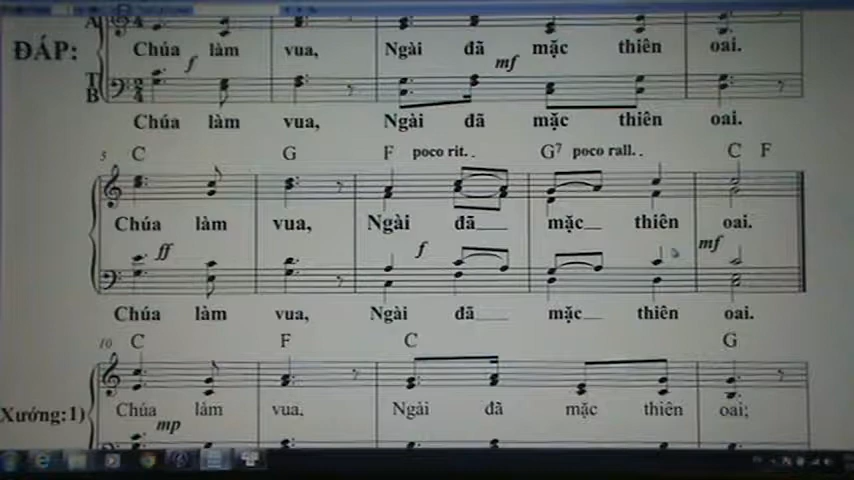 A
ĐÁP:
Chúa làm vua, Ngài đã mặc thiên oai.
f mf
T
B
Chúa làm vua, Ngài đã mặc thiên oai.
5 C G F poco rit. . G7 poco rall. . C F
Chúa làm vua, Ngài đã mặc thiên oai.
ff f mf
Chúa làm vua, Ngài đã mặc thiên oai.
10 C F C G
Xướng:1) Chúa làm vua, Ngài đã mặc thiên oai;
mp